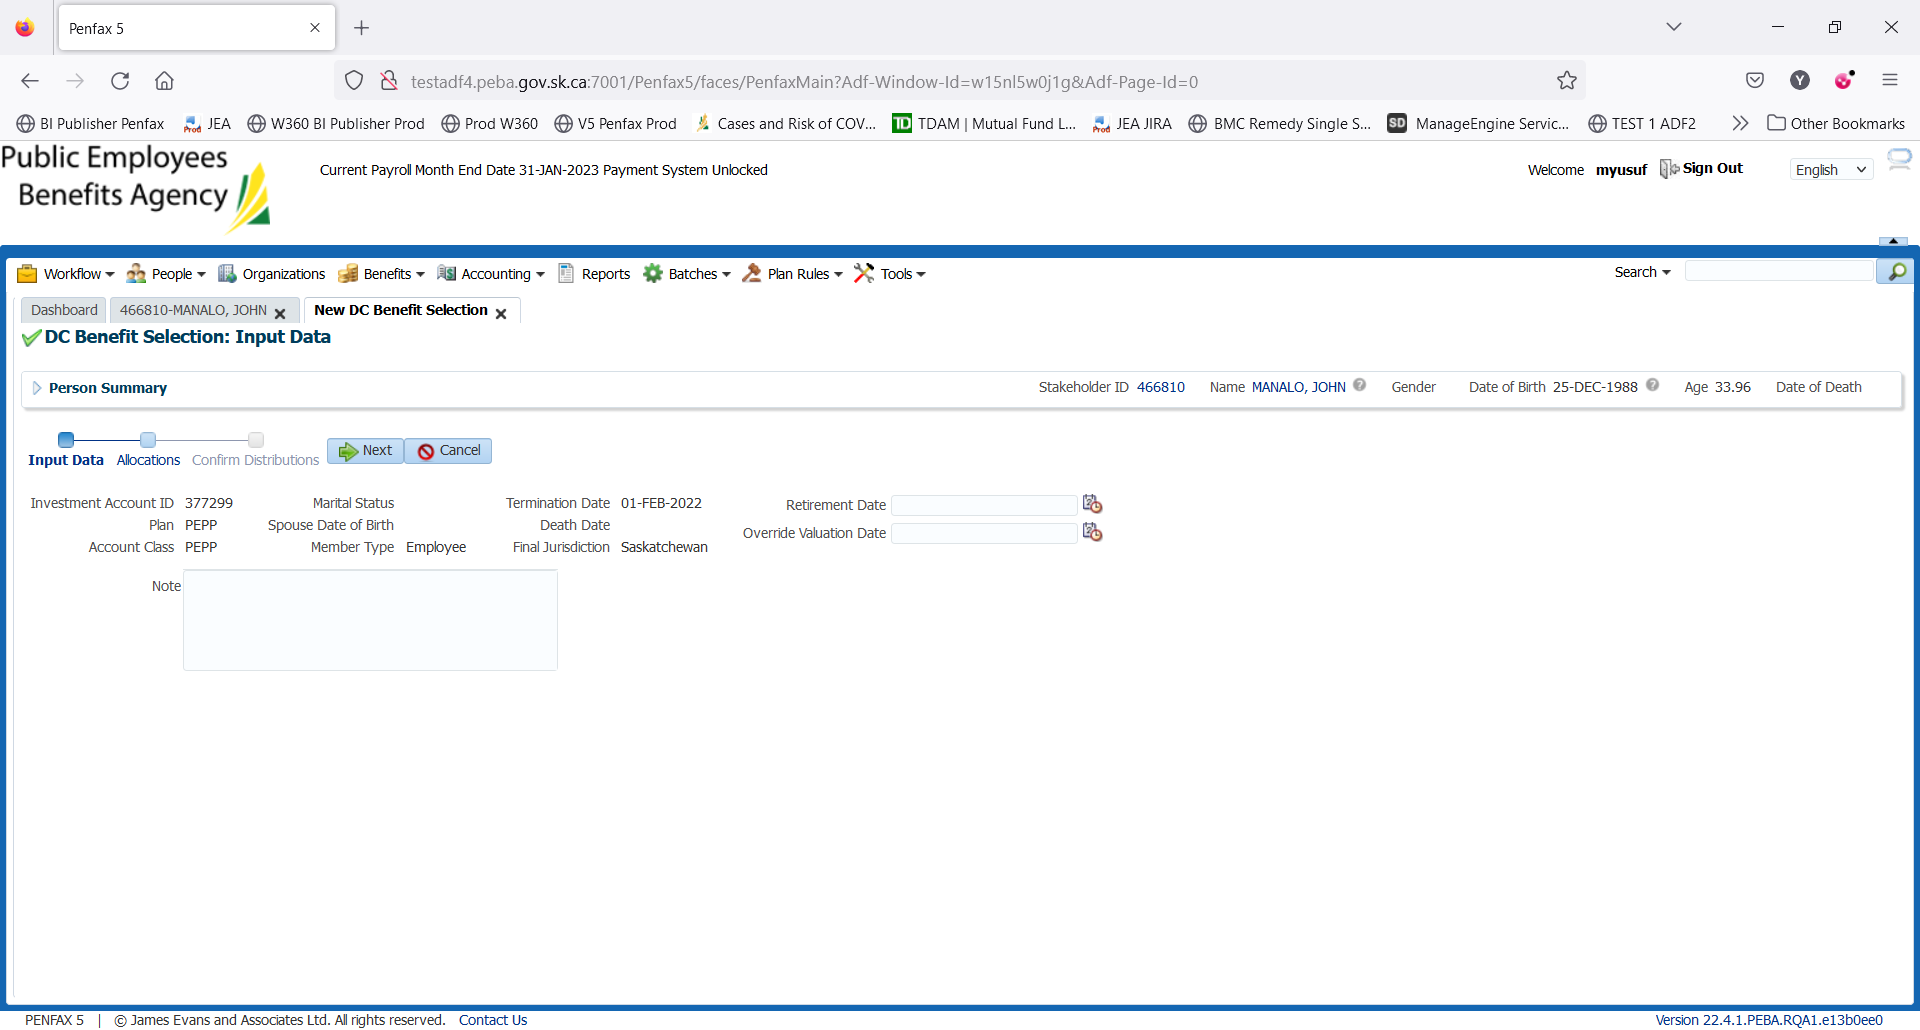 Penfax 5
testadf4.peba.gov.sk.ca:7001/Penfax5/faces/PenfaxMain?Adf-Window-Id=w15nl5w0j1g&Adf-Page-Id=0
Y
BI Publisher Penfax JEA W360 BI Publisher Prod Prod W360 V5 Penfax Prod Cases and Risk of COV... TD TDAM | Mutual Fund L... JEA JIRA BMC Remedy Single S... SD ManageEngine Servic... TEST 1 ADF2 Other Bookmarks
Public Employees
Benefits Agency
Current Payroll Month End Date 31-JAN-2023 Payment System Unlocked
Welcome myusuf Sign Out English
Workflow People Organizations Benefits Accounting Reports Batches Plan Rules Tools Search
Dashboard 466810-MANALO, JOHN New DC Benefit Selection
DC Benefit Selection: Input Data
Person Summary Stakeholder ID 466810 Name MANALO, JOHN Gender Date of Birth 25-DEC-1988 Age 33.96 Date of Death
Input Data Allocations Confirm Distributions Next Cancel
Investment Account ID 377299 Marital Status Termination Date 01-FEB-2022 Retirement Date
Plan PEPP Spouse Date of Birth Death Date Override Valuation Date
Account Class PEPP Member Type Employee Final Jurisdiction Saskatchewan
Note
PENFAX 5 | © James Evans and Associates Ltd. All rights reserved. Contact Us Version 22.4.1.PEBA.RQA1.e13b0ee0